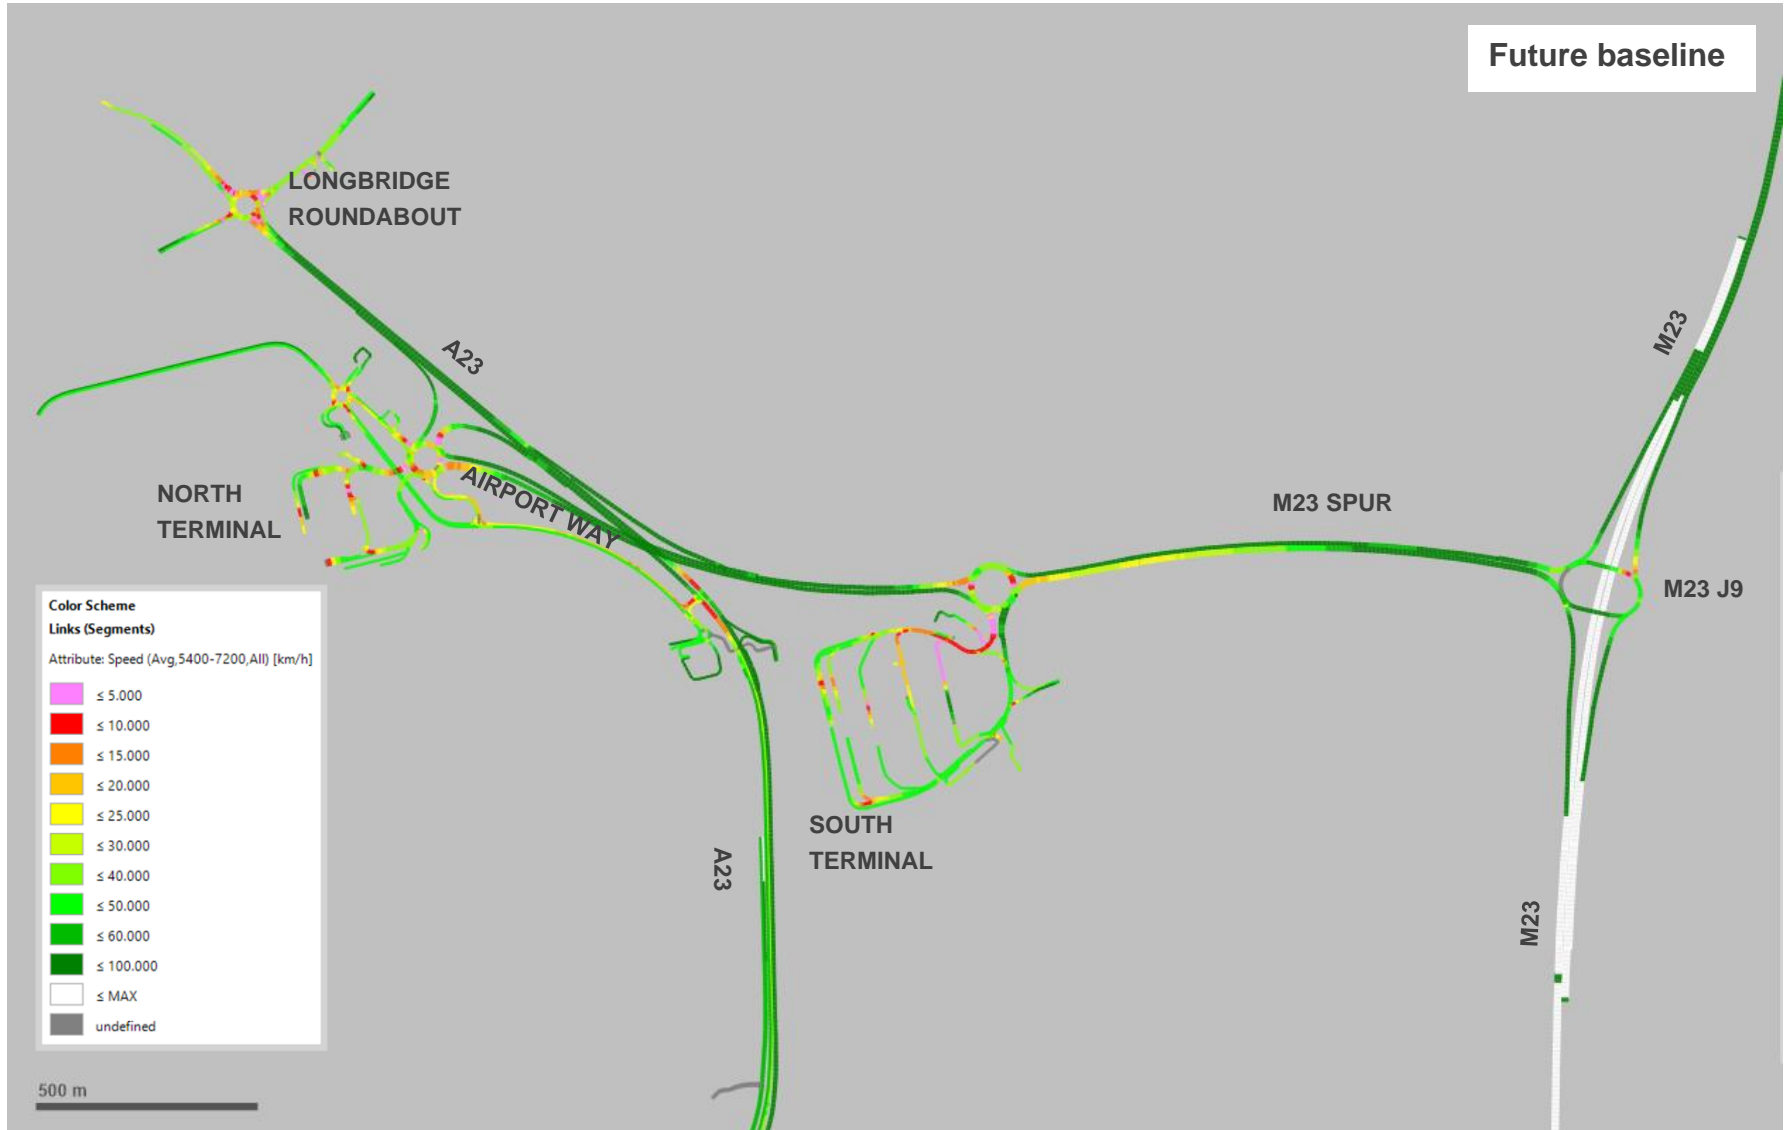 Future baseline
LONGBRIDGE
ROUNDABOUT
A23
M23
NORTH
TERMINAL
AIRPORT WAY
M23 SPUR
M23 J9
SOUTH
TERMINAL
A23
M23
Color Scheme
Links (Segments)
Attribute: Speed (Avg,5400-7200,All) [km/h]
≤ 5.000
≤ 10.000
≤ 15.000
≤ 20.000
≤ 25.000
≤ 30.000
≤ 40.000
≤ 50.000
≤ 60.000
≤ 100.000
≤ MAX
undefined
500 m